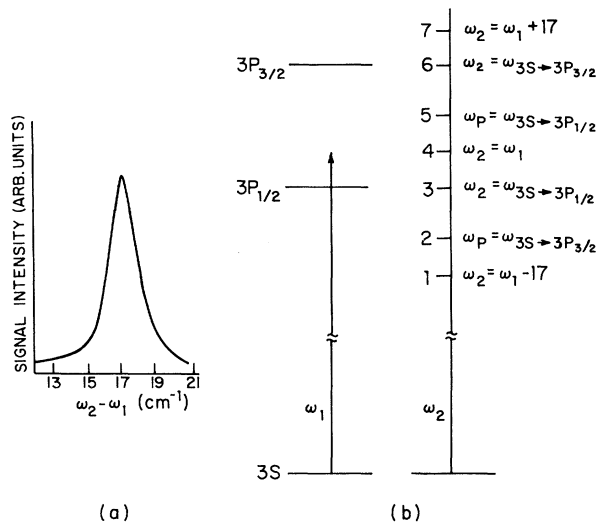 SIGNAL INTENSITY (ARB. UNITS)
13 15 17 19 21
ω₂-ω₁ (cm⁻¹)
(a)
3P₃/₂
3P₁/₂
3S
ω₁
ω₂
7 ω₂ = ω₁ +17
6 ω₂ = ω₃S→3P₃/₂
5 ωP = ω₃S→3P₁/₂
4 ω₂ = ω₁
3 ω₂ = ω₃S→3P₁/₂
2 ωP = ω₃S→3P₃/₂
1 ω₂ = ω₁ -17
(b)